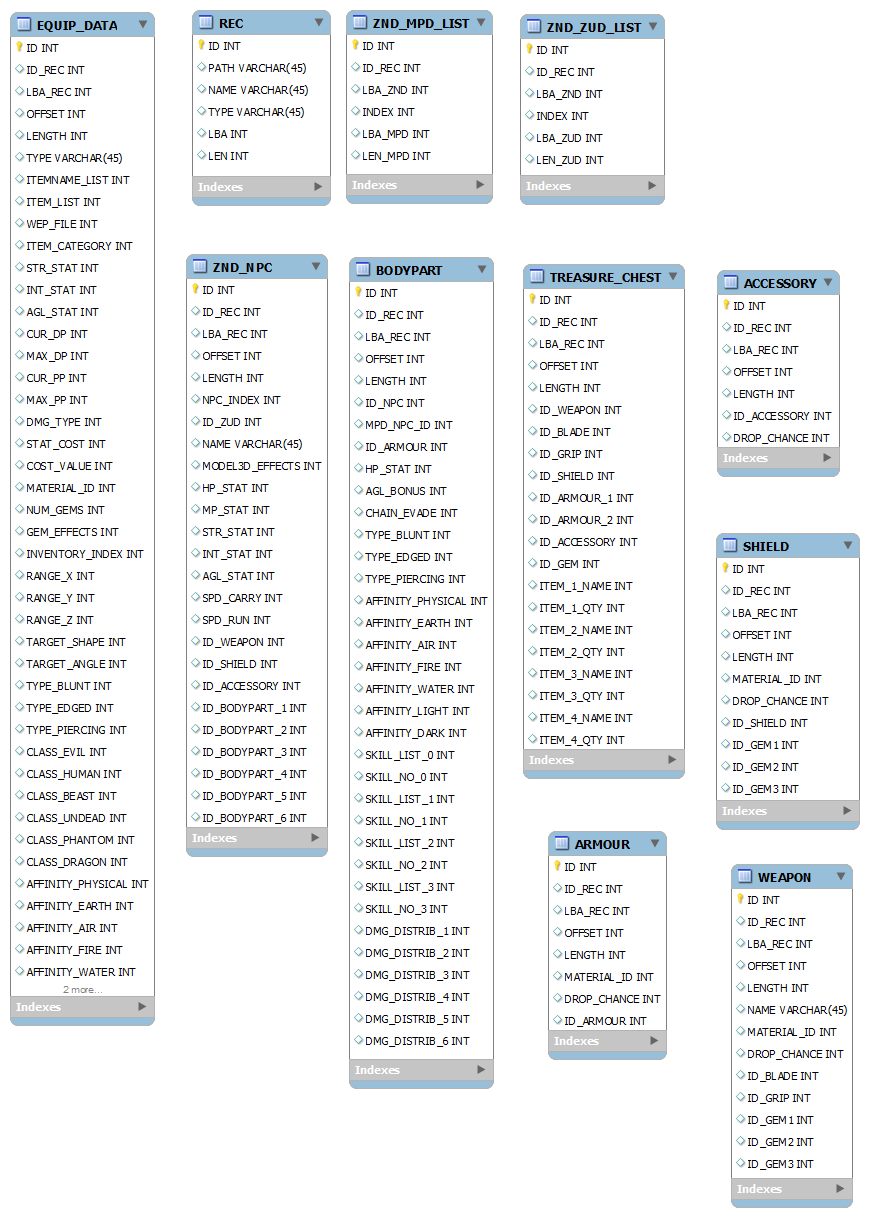 EQUIP_DATA
ID INT
ID_REC INT
LBA_REC INT
OFFSET INT
LENGTH INT
TYPE VARCHAR(45)
ITEMNAME_LIST INT
ITEM_LIST INT
WEP_FILE INT
ITEM_CATEGORY INT
STR_STAT INT
INT_STAT INT
AGL_STAT INT
CUR_DP INT
MAX_DP INT
CUR_PP INT
MAX_PP INT
DMG_TYPE INT
STAT_COST INT
COST_VALUE INT
MATERIAL_ID INT
NUM_GEMS INT
GEM_EFFECTS INT
INVENTORY_INDEX INT
RANGE_X INT
RANGE_Y INT
RANGE_Z INT
TARGET_SHAPE INT
TARGET_ANGLE INT
TYPE_BLUNT INT
TYPE_EDGED INT
TYPE_PIERCING INT
CLASS_EVIL INT
CLASS_HUMAN INT
CLASS_BEAST INT
CLASS_UNDEAD INT
CLASS_PHANTOM INT
CLASS_DRAGON INT
AFFINITY_PHYSICAL INT
AFFINITY_EARTH INT
AFFINITY_AIR INT
AFFINITY_FIRE INT
AFFINITY_WATER INT
2 more...
Indexes
REC
ID INT
PATH VARCHAR(45)
NAME VARCHAR(45)
TYPE VARCHAR(45)
LBA INT
LEN INT
Indexes
ZND_MPD_LIST
ID INT
ID_REC INT
LBA_ZND INT
INDEX INT
LBA_MPD INT
LEN_MPD INT
Indexes
ZND_ZUD_LIST
ID INT
ID_REC INT
LBA_ZND INT
INDEX INT
LBA_ZUD INT
LEN_ZUD INT
Indexes
ZND_NPC
ID INT
ID_REC INT
LBA_REC INT
OFFSET INT
LENGTH INT
NPC_INDEX INT
ID_ZUD INT
NAME VARCHAR(45)
MODEL3D_EFFECTS INT
HP_STAT INT
MP_STAT INT
STR_STAT INT
INT_STAT INT
AGL_STAT INT
SPD_CARRY INT
SPD_RUN INT
ID_WEAPON INT
ID_SHIELD INT
ID_ACCESSORY INT
ID_BODYPART_1 INT
ID_BODYPART_2 INT
ID_BODYPART_3 INT
ID_BODYPART_4 INT
ID_BODYPART_5 INT
ID_BODYPART_6 INT
Indexes
BODYPART
ID INT
ID_REC INT
LBA_REC INT
OFFSET INT
LENGTH INT
ID_NPC INT
MPD_NPC_ID INT
ID_ARMOUR INT
HP_STAT INT
AGL_BONUS INT
CHAIN_EVADE INT
TYPE_BLUNT INT
TYPE_EDGED INT
TYPE_PIERCING INT
AFFINITY_PHYSICAL INT
AFFINITY_EARTH INT
AFFINITY_AIR INT
AFFINITY_FIRE INT
AFFINITY_WATER INT
AFFINITY_LIGHT INT
AFFINITY_DARK INT
SKILL_LIST_0 INT
SKILL_NO_0 INT
SKILL_LIST_1 INT
SKILL_NO_1 INT
SKILL_LIST_2 INT
SKILL_NO_2 INT
SKILL_LIST_3 INT
SKILL_NO_3 INT
DMG_DISTRIB_1 INT
DMG_DISTRIB_2 INT
DMG_DISTRIB_3 INT
DMG_DISTRIB_4 INT
DMG_DISTRIB_5 INT
DMG_DISTRIB_6 INT
Indexes
TREASURE_CHEST
ID INT
ID_REC INT
LBA_REC INT
OFFSET INT
LENGTH INT
ID_WEAPON INT
ID_BLADE INT
ID_GRIP INT
ID_SHIELD INT
ID_ARMOUR_1 INT
ID_ARMOUR_2 INT
ID_ACCESSORY INT
ID_GEM INT
ITEM_1_NAME INT
ITEM_1_QTY INT
ITEM_2_NAME INT
ITEM_2_QTY INT
ITEM_3_NAME INT
ITEM_3_QTY INT
ITEM_4_NAME INT
ITEM_4_QTY INT
Indexes
ACCESSORY
ID INT
ID_REC INT
LBA_REC INT
OFFSET INT
LENGTH INT
ID_ACCESSORY INT
DROP_CHANCE INT
Indexes
SHIELD
ID INT
ID_REC INT
LBA_REC INT
OFFSET INT
LENGTH INT
MATERIAL_ID INT
DROP_CHANCE INT
ID_SHIELD INT
ID_GEM1 INT
ID_GEM2 INT
ID_GEM3 INT
Indexes
ARMOUR
ID INT
ID_REC INT
LBA_REC INT
OFFSET INT
LENGTH INT
MATERIAL_ID INT
DROP_CHANCE INT
ID_ARMOUR INT
Indexes
WEAPON
ID INT
ID_REC INT
LBA_REC INT
OFFSET INT
LENGTH INT
NAME VARCHAR(45)
MATERIAL_ID INT
DROP_CHANCE INT
ID_BLADE INT
ID_GRIP INT
ID_GEM1 INT
ID_GEM2 INT
ID_GEM3 INT
Indexes